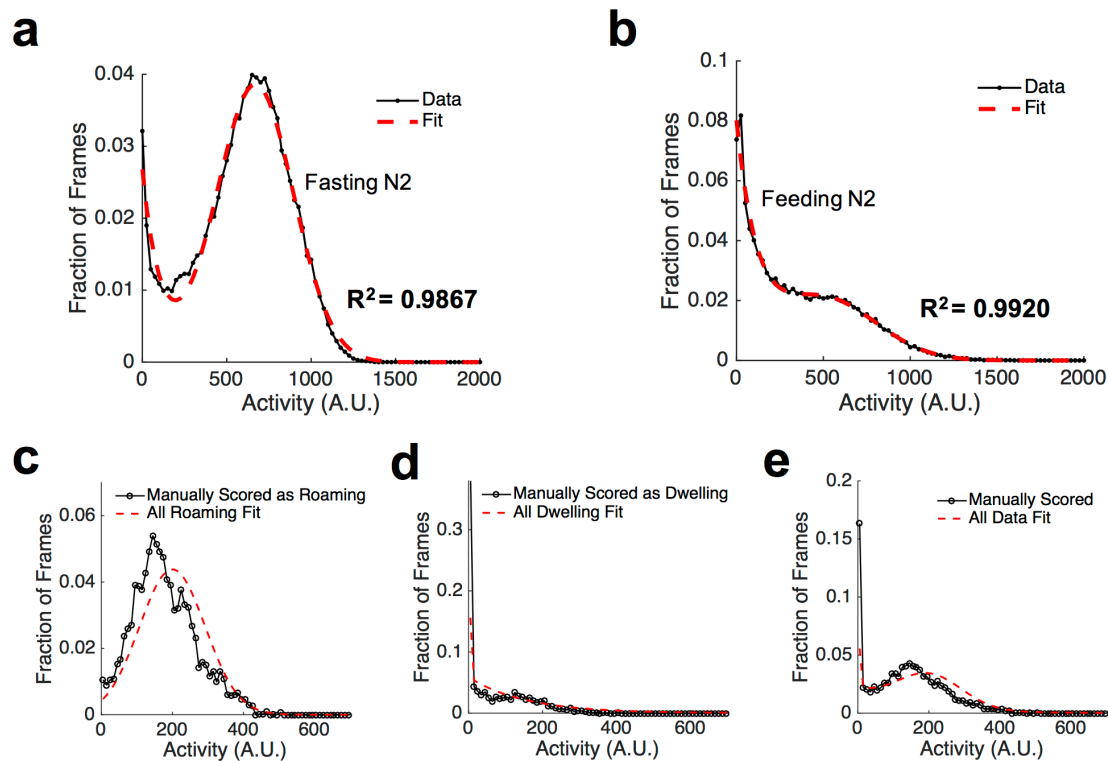 a
Fraction of Frames
0.04
0.03
0.02
0.01
0
Data
Fit
Fasting N2
R² = 0.9867
0 500 1000 1500 2000
Activity (A.U.)
b
Fraction of Frames
0.1
0.08
0.06
0.04
0.02
0
Data
Fit
Feeding N2
R² = 0.9920
0 500 1000 1500 2000
Activity (A.U.)
c
Fraction of Frames
0.06
0.04
0.02
0
Manually Scored as Roaming
All Roaming Fit
0 200 400 600
Activity (A.U.)
d
Fraction of Frames
0.3
0.2
0.1
0
Manually Scored as Dwelling
All Dwelling Fit
0 200 400 600
Activity (A.U.)
e
Fraction of Frames
0.2
0.15
0.1
0.05
0
Manually Scored
All Data Fit
0 200 400 600
Activity (A.U.)